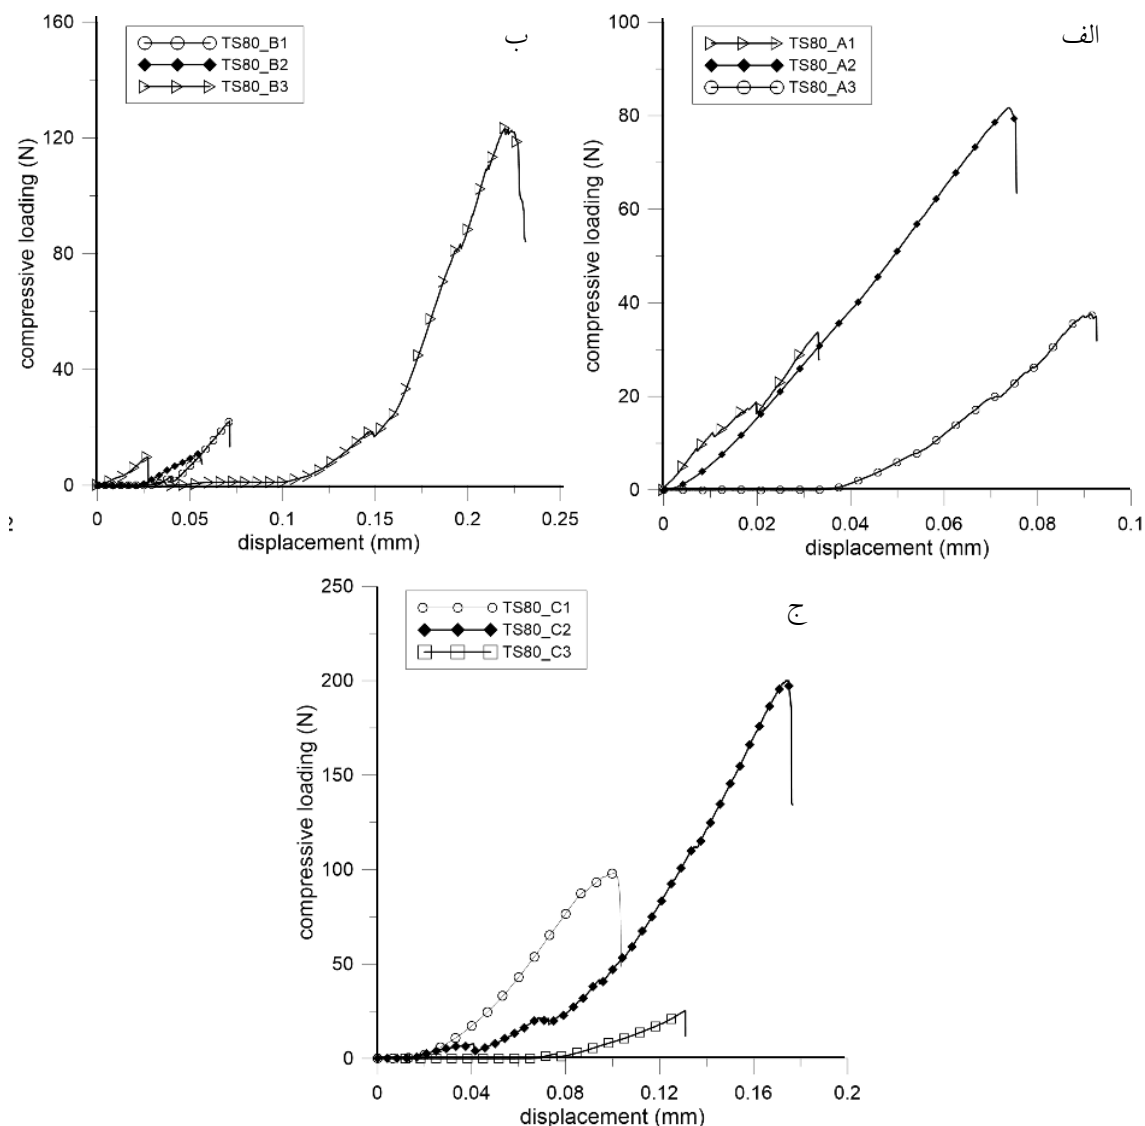 ب
TS80_B1
TS80_B2
TS80_B3
160
120
80
40
0
compressive loading (N)
0
0.05
0.1
0.15
0.2
0.25
displacement (mm)
الف
TS80_A1
TS80_A2
TS80_A3
100
80
60
40
20
0
compressive loading (N)
0
0.02
0.04
0.06
0.08
0.1
displacement (mm)
ج
TS80_C1
TS80_C2
TS80_C3
250
200
150
100
50
0
compressive loading (N)
0
0.04
0.08
0.12
0.16
0.2
displacement (mm)